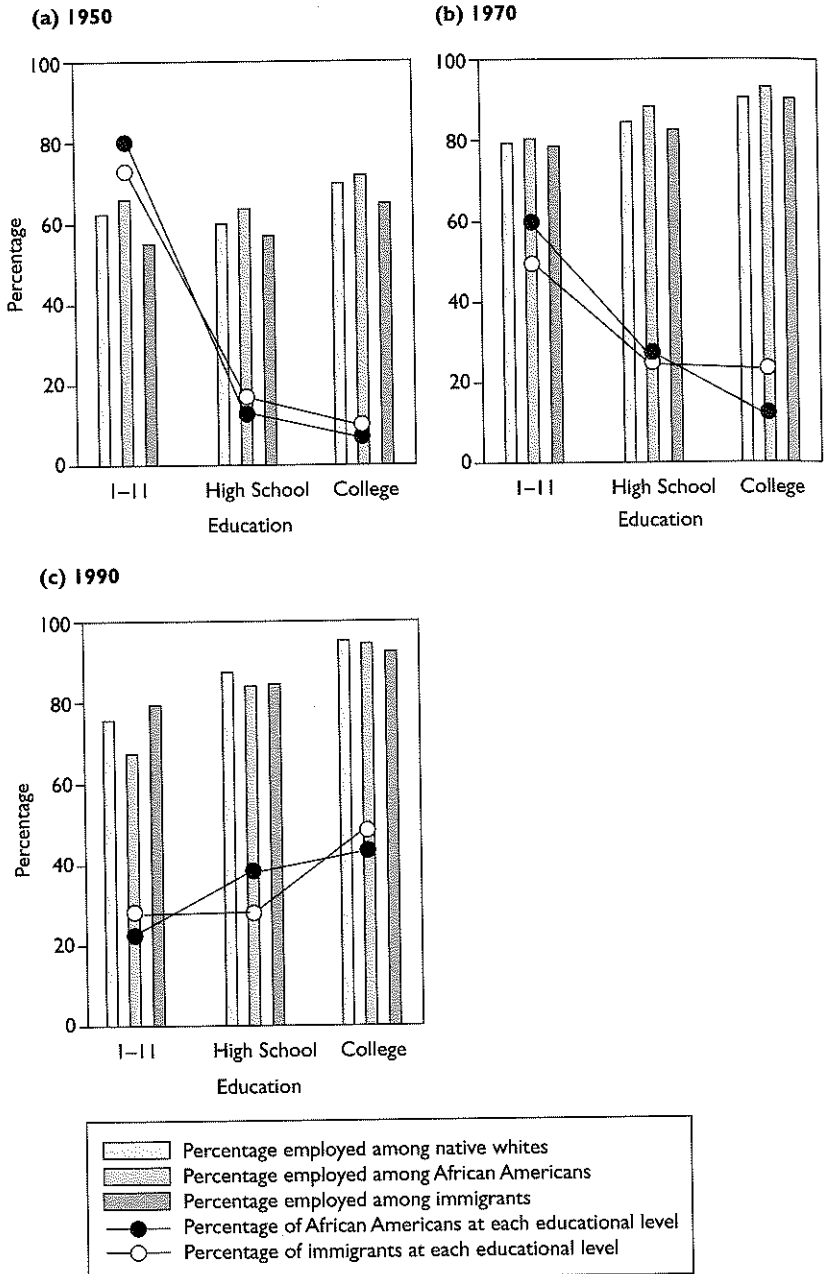 (a) 1950
100
80
60
40
20
0
Percentage
1–11 High School College
Education
(b) 1970
100
80
60
40
20
0
1–11 High School College
Education
(c) 1990
100
80
60
40
20
0
Percentage
1–11 High School College
Education
Percentage employed among native whites
Percentage employed among African Americans
Percentage employed among immigrants
Percentage of African Americans at each educational level
Percentage of immigrants at each educational level